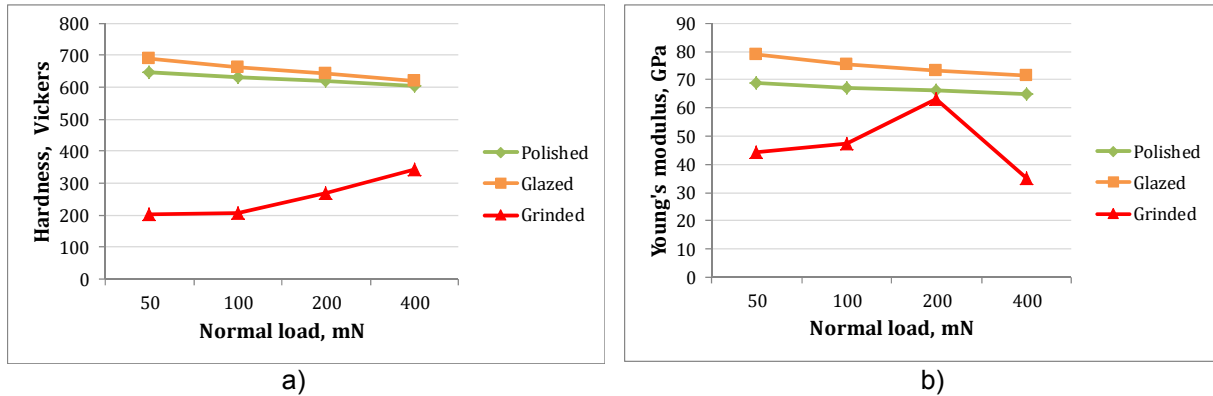 800
700
600
500
400
300
200
100
0
Hardness, Vickers
50 100 200 400
Normal load, mN
Polished
Glazed
Grinded
a)
90
80
70
60
50
40
30
20
10
0
Young's modulus, GPa
50 100 200 400
Normal load, mN
Polished
Glazed
Grinded
b)